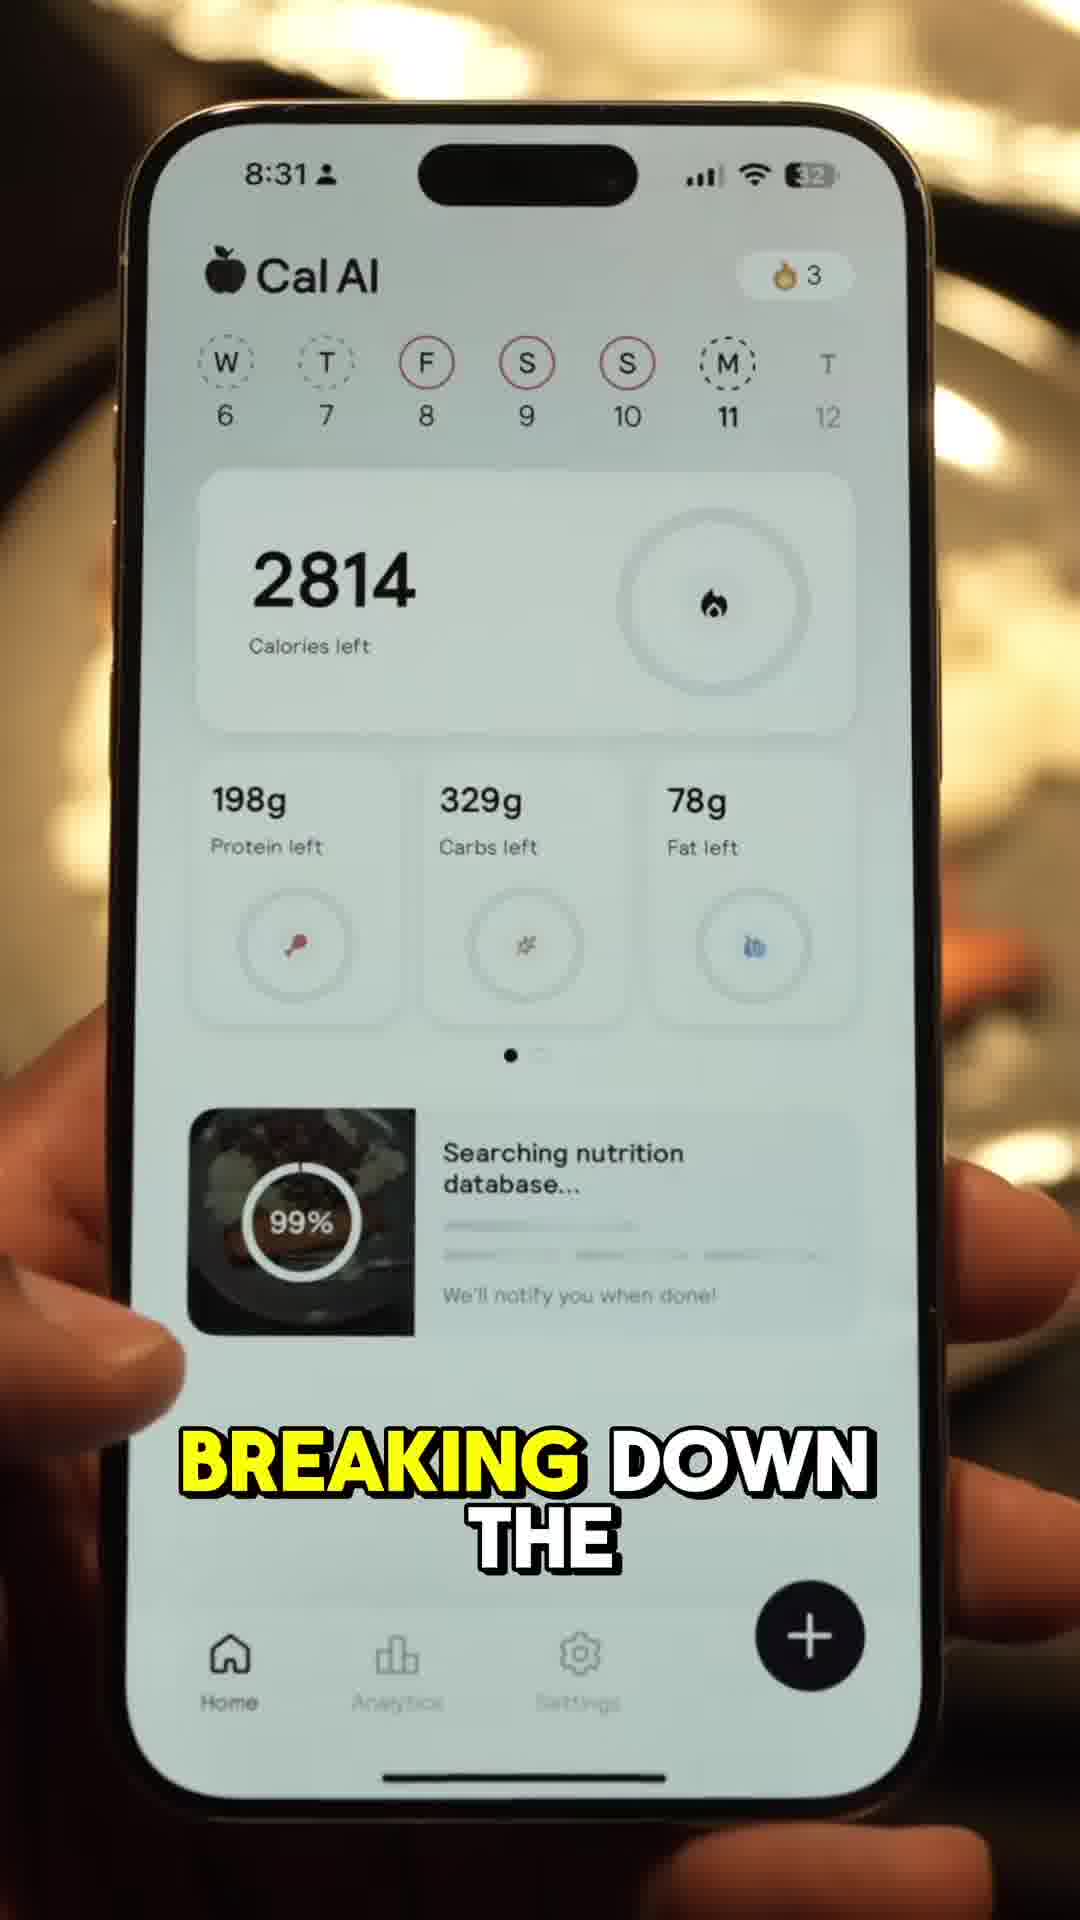 8:31
32
Cal AI
3
W T F S S M T
6 7 8 9 10 11 12
2814
Calories left
198g 329g 78g
Protein left Carbs left Fat left
99%
Searching nutrition
database...
We'll notify you when done!
BREAKING DOWN
THE
Home Analytics Settings